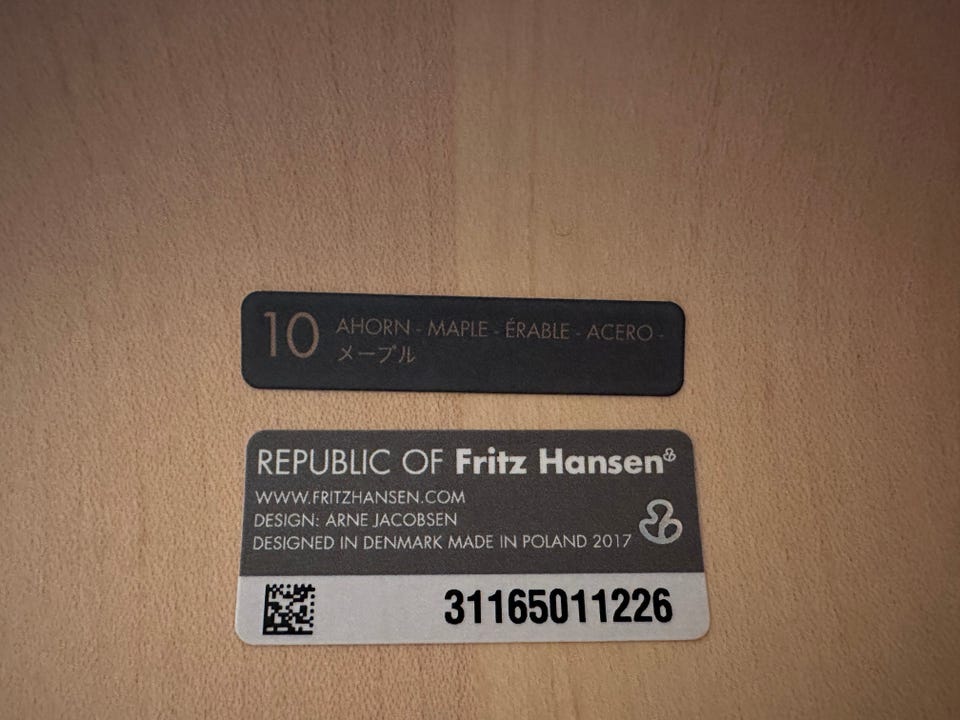 10 AHORN - MAPLE - ÉRABLE - ACERO -
メープル
REPUBLIC OF Fritz Hansen
WWW.FRITZHANSEN.COM
DESIGN: ARNE JACOBSEN
DESIGNED IN DENMARK MADE IN POLAND 2017
31165011226